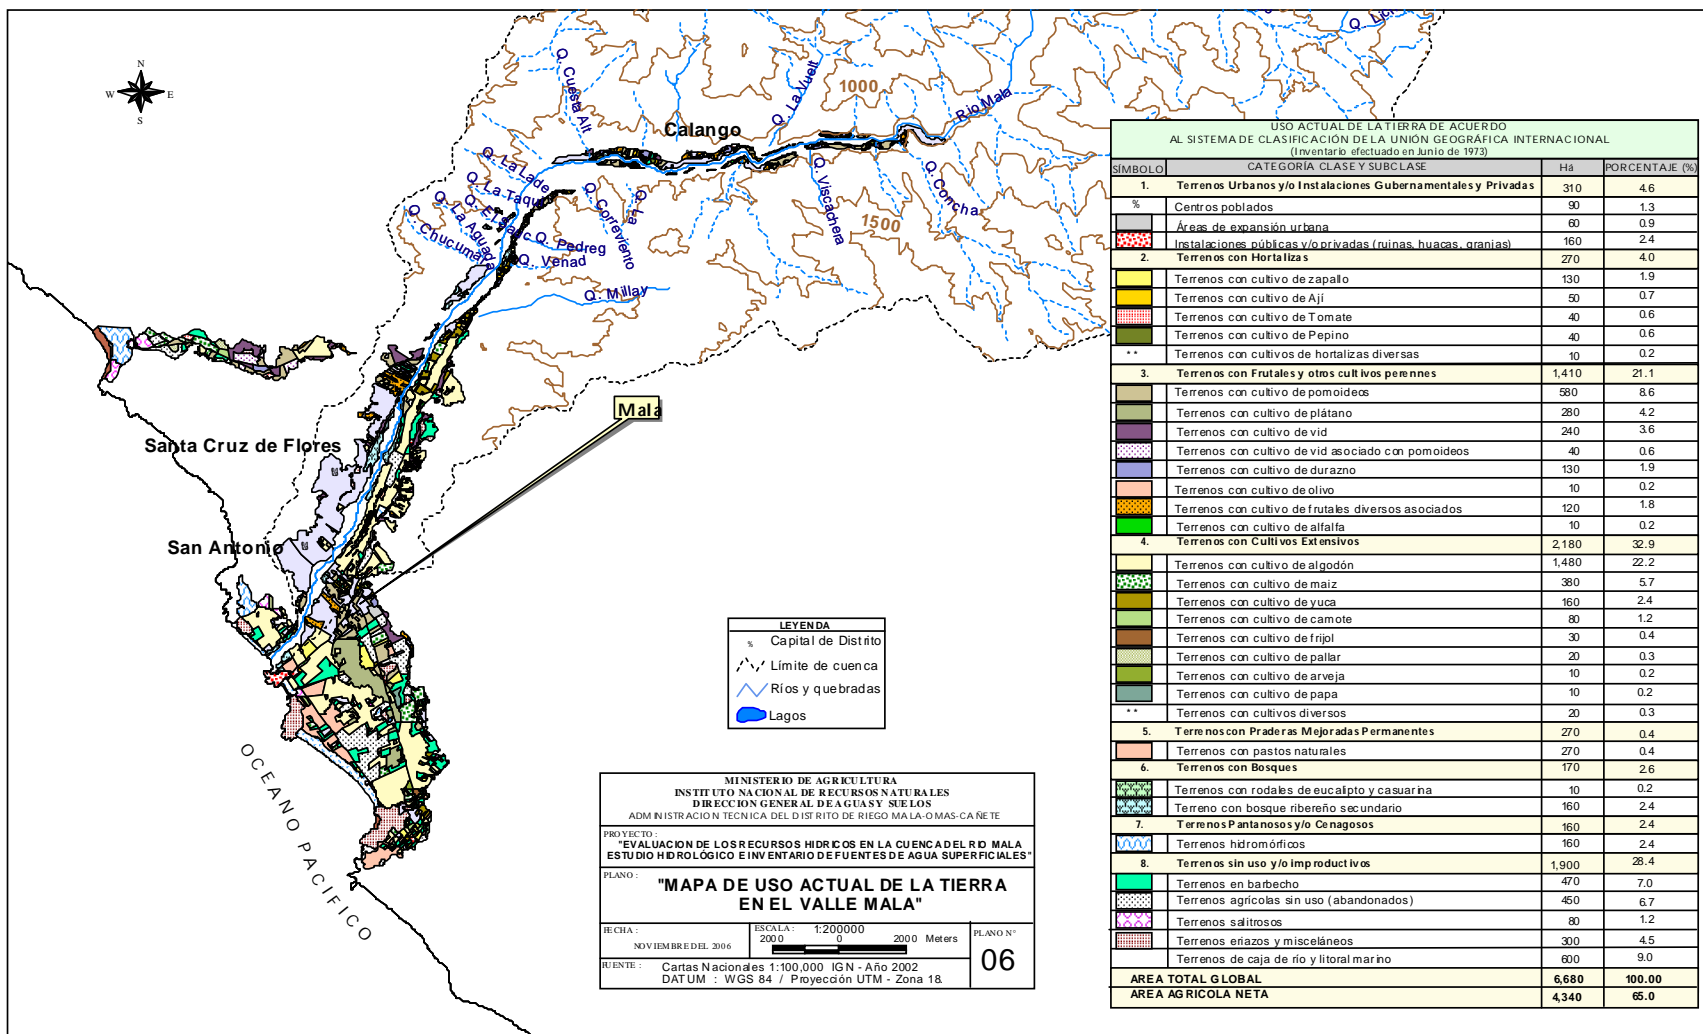 N
W
E
S
Q. Cuesta Alt
Q. La Vuelt
1000
Rio Mala
Calango
Q. La Lade
Q. La Taqui
Q. El Salic
Q. La Aguada
Q. Chucuma
Q. Pedreg
Q. Venad
Q. Correviento
Q. La
Q. Viscachera
Q. Concha
1500
Q. Millay
Mala
Santa Cruz de Flores
San Antonio
OCEANO PACIFICO
LEYENDA
% Capital de Distrito
Límite de cuenca
Ríos y quebradas
Lagos
MINISTERIO DE AGRICULTURA
INSTITUTO NACIONAL DE RECURSOS NATURALES
DIRECCION GENERAL DE AGUAS Y SUELOS
ADMINISTRACION TECNICA DEL DISTRITO DE RIEGO MALA-OMAS-CAÑETE
PROYECTO :
"EVALUACION DE LOS RECURSOS HIDRICOS EN LA CUENCA DEL RIO MALA
ESTUDIO HIDROLÓGICO E INVENTARIO DE FUENTES DE AGUA SUPERFICIALES"
PLANO :
"MAPA DE USO ACTUAL DE LA TIERRA
EN EL VALLE MALA"
FECHA :
NOVIEMBRE DEL 2006
ESCALA : 1:200000
2000 0 2000 Meters
PLANO N°
06
FUENTE : Cartas Nacionales 1:100,000 IGN - Año 2002
DATUM : WGS 84 / Proyección UTM - Zona 18.
USO ACTUAL DE LA TIERRA DE ACUERDO
AL SISTEMA DE CLASIFICACIÓN DE LA UNIÓN GEOGRÁFICA INTERNACIONAL
(Inventario efectuado en Junio de 1973)
SÍMBOLO CATEGORÍA CLASE Y SUBCLASE Há PORCENTAJE (%)
1. Terrenos Urbanos y/o Instalaciones Gubernamentales y Privadas 310 4.6
% Centros poblados 90 1.3
Áreas de expansión urbana 60 0.9
Instalaciones públicas y/o privadas (ruinas, huacas, granjas) 160 2.4
2. Terrenos con Hortalizas 270 4.0
Terrenos con cultivo de zapallo 130 1.9
Terrenos con cultivo de Ají 50 0.7
Terrenos con cultivo de Tomate 40 0.6
Terrenos con cultivo de Pepino 40 0.6
** Terrenos con cultivos de hortalizas diversas 10 0.2
3. Terrenos con Frutales y otros cultivos perennes 1,410 21.1
Terrenos con cultivo de pomoideos 580 8.6
Terrenos con cultivo de plátano 280 4.2
Terrenos con cultivo de vid 240 3.6
Terrenos con cultivo de vid asociado con pomoideos 40 0.6
Terrenos con cultivo de durazno 130 1.9
Terrenos con cultivo de olivo 10 0.2
Terrenos con cultivo de frutales diversos asociados 120 1.8
Terrenos con cultivo de alfalfa 10 0.2
4. Terrenos con Cultivos Extensivos 2,180 32.9
Terrenos con cultivo de algodón 1,480 22.2
Terrenos con cultivo de maiz 380 5.7
Terrenos con cultivo de yuca 160 2.4
Terrenos con cultivo de camote 80 1.2
Terrenos con cultivo de frijol 30 0.4
Terrenos con cultivo de pallar 20 0.3
Terrenos con cultivo de arveja 10 0.2
Terrenos con cultivo de papa 10 0.2
** Terrenos con cultivos diversos 20 0.3
5. Terrenos con Praderas Mejoradas Permanentes 270 0.4
Terrenos con pastos naturales 270 0.4
6. Terrenos con Bosques 170 2.6
Terrenos con rodales de eucalipto y casuarina 10 0.2
Terreno con bosque ribereño secundario 160 2.4
7. Terrenos Pantanosos y/o Cenagosos 160 2.4
Terrenos hidromórficos 160 2.4
8. Terrenos sin uso y/o improductivos 1,900 28.4
Terrenos en barbecho 470 7.0
Terrenos agrícolas sin uso (abandonados) 450 6.7
Terrenos salitrosos 80 1.2
Terrenos eriazos y misceláneos 300 4.5
Terrenos de caja de río y litoral marino 600 9.0
AREA TOTAL GLOBAL 6,680 100.00
AREA AGRICOLA NETA 4,340 65.0